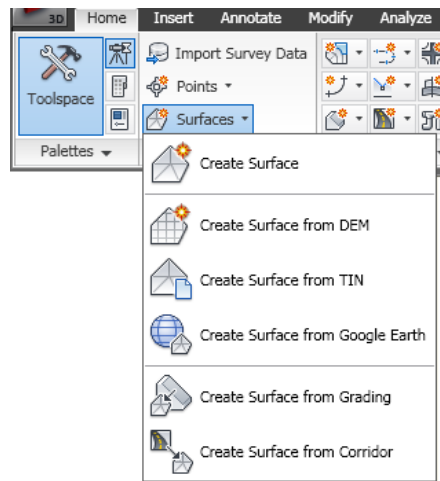 3D Home Insert Annotate Modify Analyze
Import Survey Data
Toolspace
Points
Surfaces
Palettes
Create Surface
Create Surface from DEM
Create Surface from TIN
Create Surface from Google Earth
Create Surface from Grading
Create Surface from Corridor